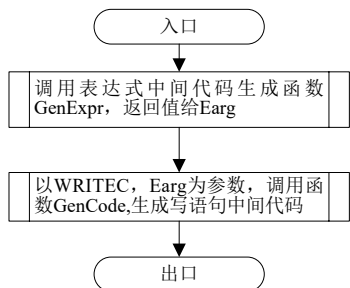 入口
调用表达式中间代码生成函数
GenExpr，返回值给Earg
以WRITEC，Earg为参数，调用函
数GenCode,生成写语句中间代码
出口